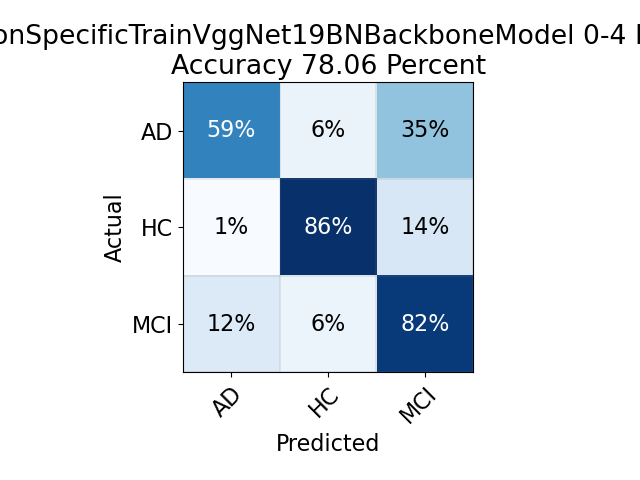 onSpecificTrainVggNet19BNBackboneModel 0-4
Accuracy 78.06 Percent
AD 59% 6% 35%
HC 1% 86% 14%
MCI 12% 6% 82%
Actual
AD HC MCI
Predicted